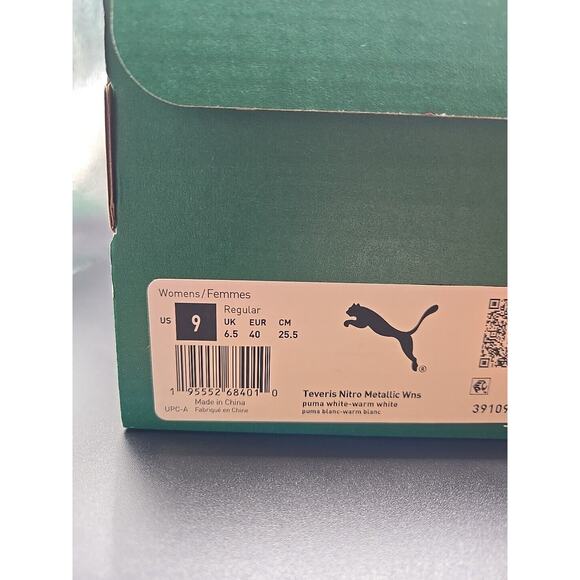 Womens/Femmes
Regular
US 9 UK EUR CM
6.5 40 25.5
1 95552 68401 0
Made in China
UPC-A Fabriqué en Chine
®
Teveris Nitro Metallic Wns
puma white-warm white
puma blanc-warm blanc
39109